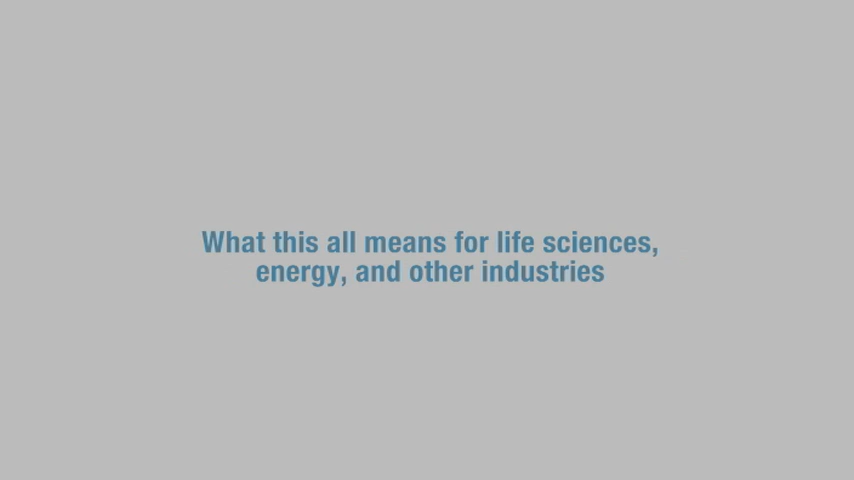 What this all means for life sciences,
energy, and other industries